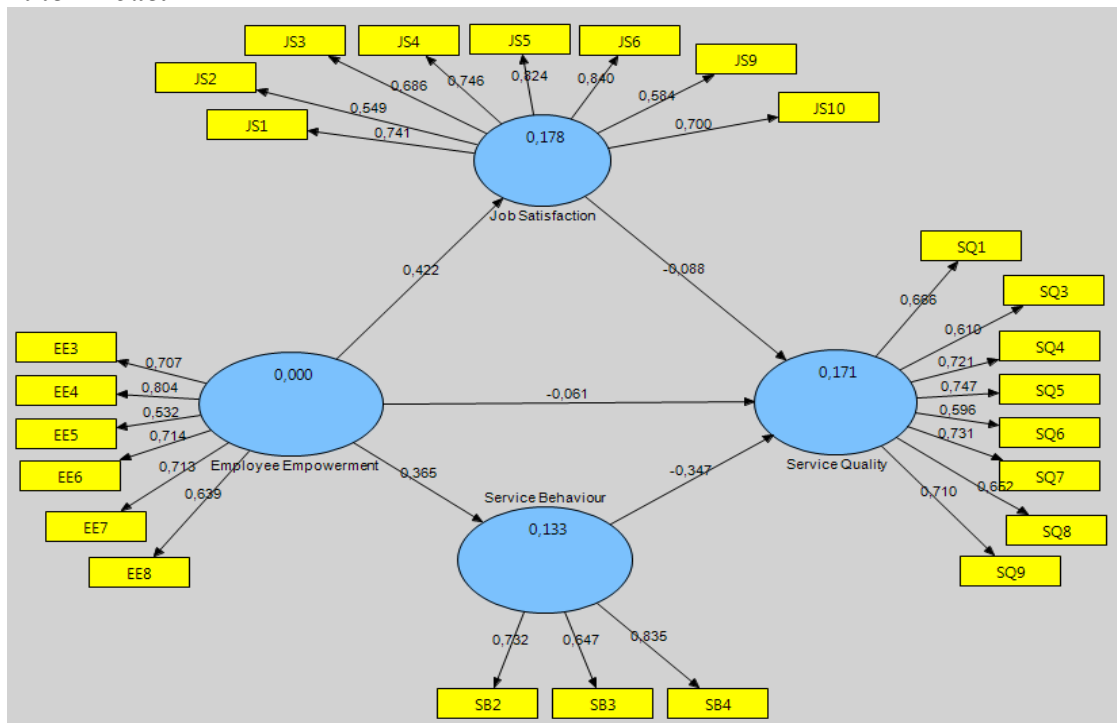 JS3
JS4
JS5
JS6
JS9
JS2
JS10
JS1
0,686
0,746
0,824
0,840
0,584
0,549
0,700
0,741
0,178
Job Satisfaction
0,422
-0,088
SQ1
SQ3
SQ4
SQ5
SQ6
SQ7
SQ8
SQ9
0,666
0,610
0,721
0,747
0,596
0,731
0,652
0,710
0,171
Service Quality
EE3
EE4
EE5
EE6
EE7
EE8
0,707
0,804
0,532
0,714
0,713
0,639
0,000
Employee Empowerment
-0,061
0,365
-0,347
Service Behaviour
0,133
0,732
0,647
0,835
SB2
SB3
SB4